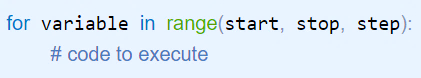 for variable in range(start, stop, step):
    # code to execute